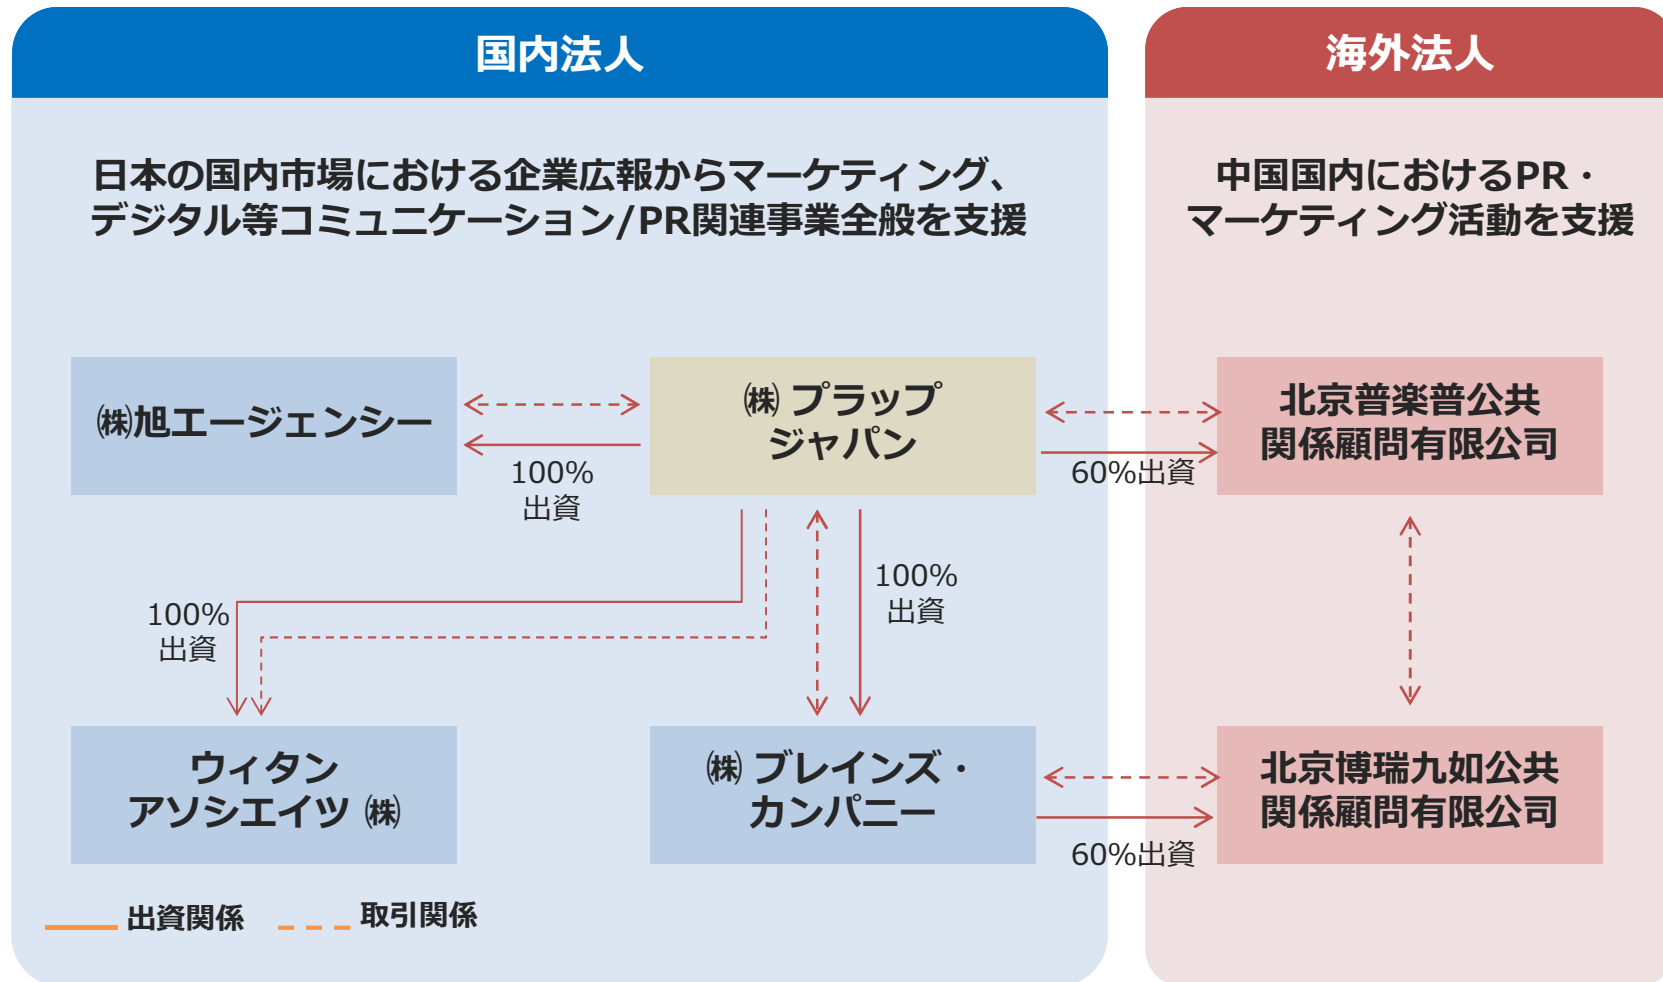 国内法人
海外法人
日本の国内市場における企業広報からマーケティング、
デジタル等コミュニケーション/PR関連事業全般を支援
中国国内におけるPR・
マーケティング活動を支援
㈱旭エージェンシー
㈱ プラップ
ジャパン
北京普楽普公共
関係顧問有限公司
100%
出資
60%出資
100%
出資
100%
出資
ウィタン
アソシエイツ ㈱
㈱ ブレインズ・
カンパニー
北京博瑞九如公共
関係顧問有限公司
60%出資
出資関係
取引関係